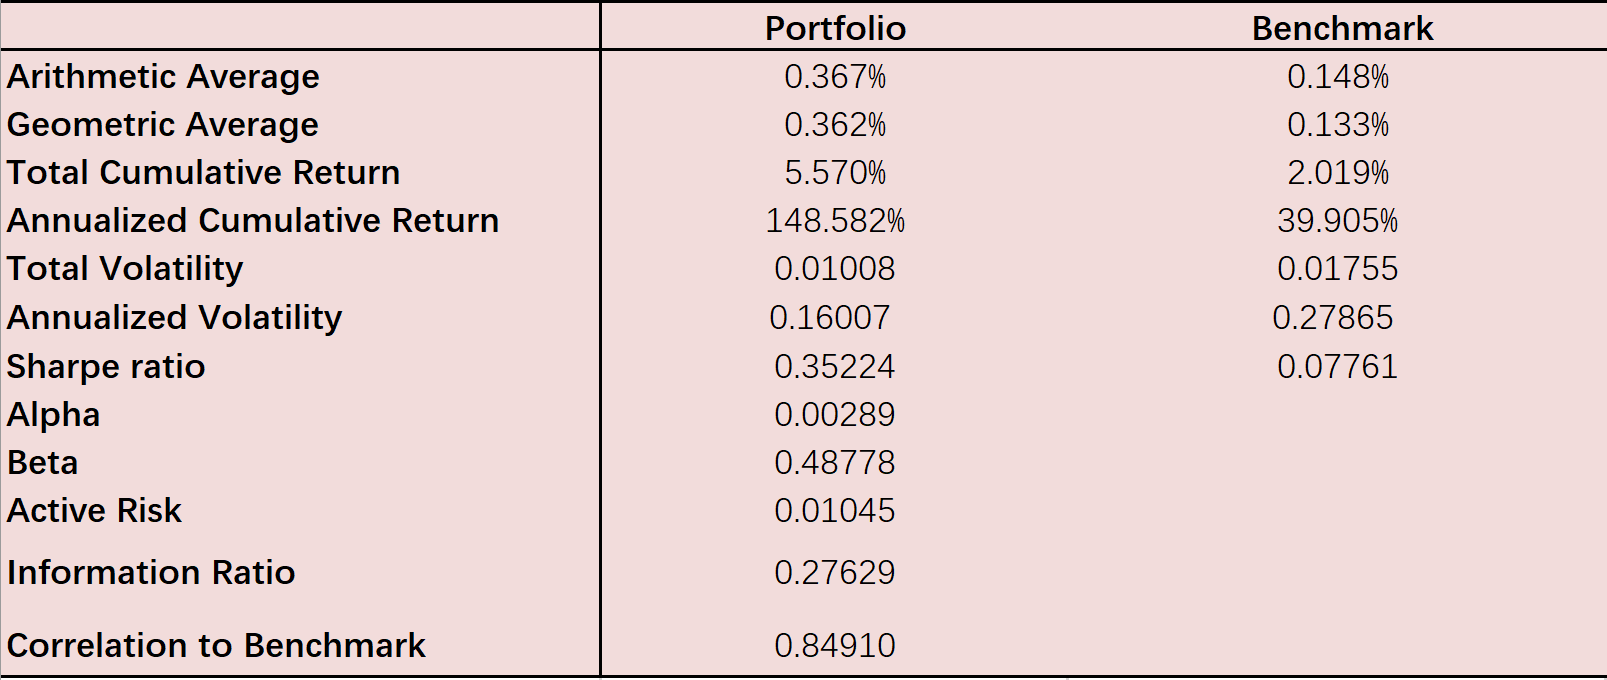 Portfolio Benchmark
Arithmetic Average 0.367% 0.148%
Geometric Average 0.362% 0.133%
Total Cumulative Return 5.570% 2.019%
Annualized Cumulative Return 148.582% 39.905%
Total Volatility 0.01008 0.01755
Annualized Volatility 0.16007 0.27865
Sharpe ratio 0.35224 0.07761
Alpha 0.00289
Beta 0.48778
Active Risk 0.01045
Information Ratio 0.27629
Correlation to Benchmark 0.84910